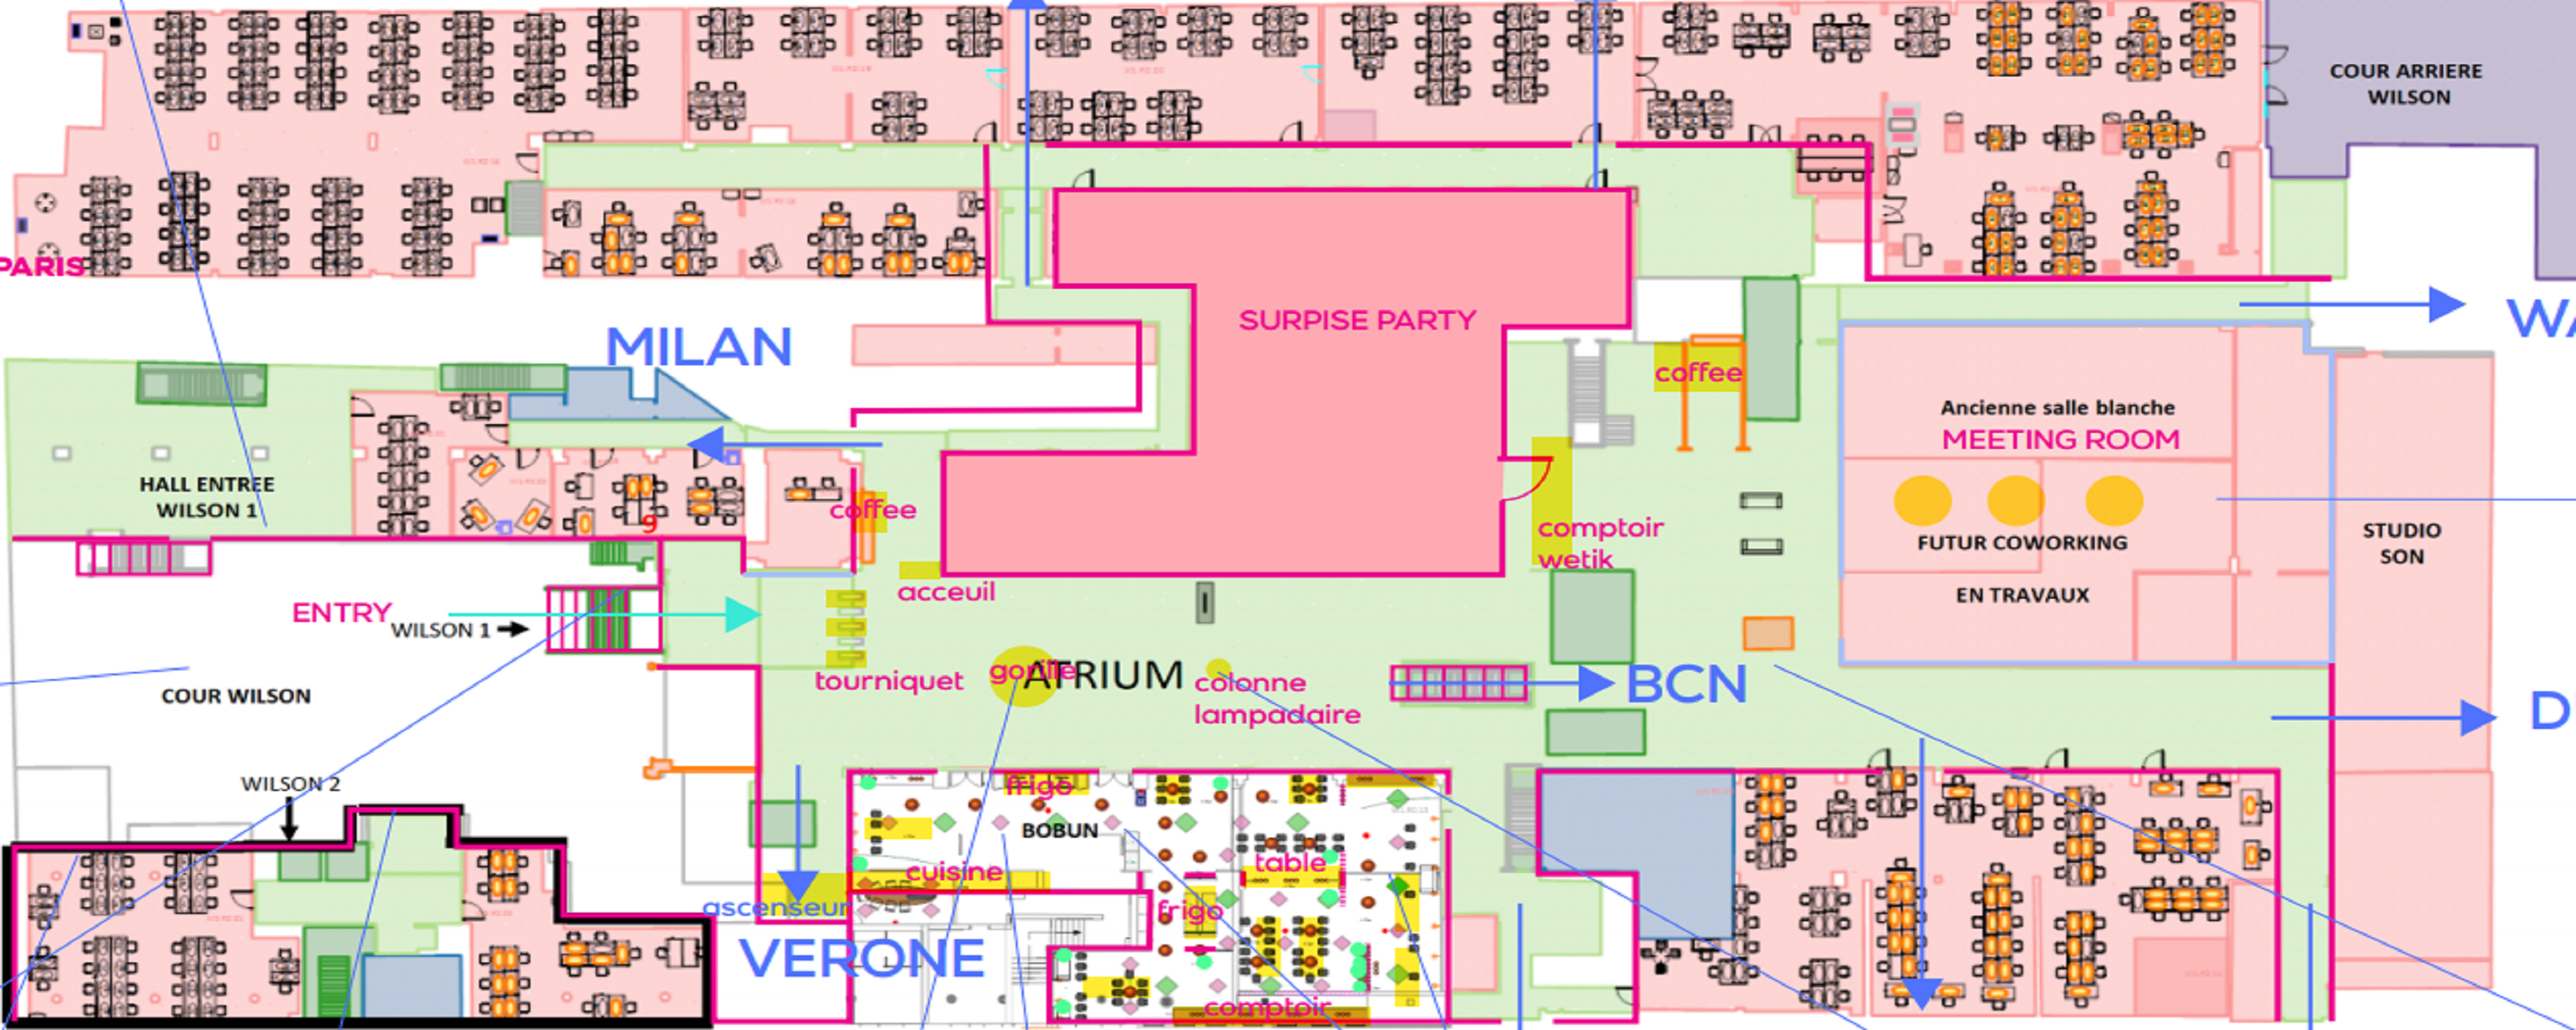 COUR ARRIERE
WILSON
PARIS
MILAN
SURPISE PARTY
WA
coffee
Ancienne salle blanche
MEETING ROOM
HALL ENTREE
WILSON 1
9
coffee
comptoir
wetik
FUTUR COWORKING
STUDIO
SON
EN TRAVAUX
acceuil
ENTRY
WILSON 1
tourniquet
gorille
ATRIUM
colonne
lampadaire
BCN
COUR WILSON
D
WILSON 2
frigo
BOBUN
cuisine
table
ascenseur
frigo
VERONE
comptoir